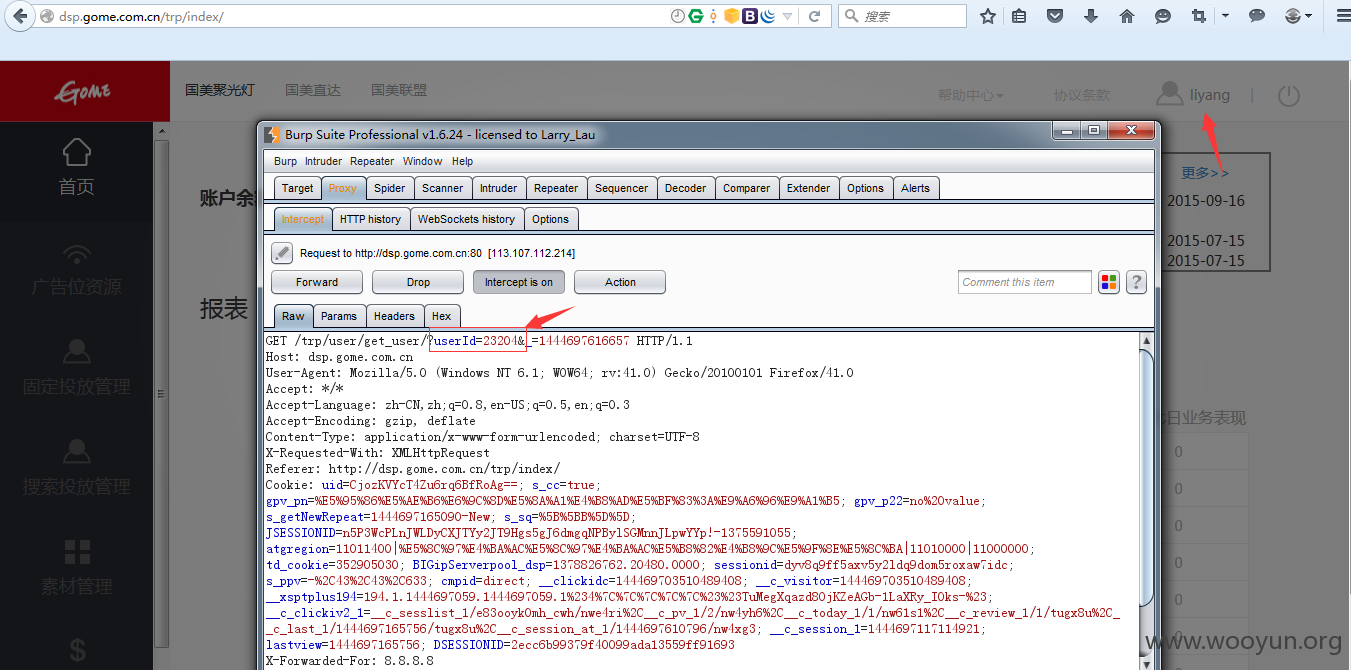 dsp.gome.com.cn/trp/index/
搜索
GOME
国美聚光灯
国美直达
国美联盟
帮助中心
协议条款
liyang
首页
广告位资源
固定投放管理
搜索投放管理
素材管理
$
账户余
报表
更多>>
2015-09-16
2015-07-15
2015-07-15
日业务表现
0
0
0
0
0
0
Burp Suite Professional v1.6.24 - licensed to Larry_Lau
Burp Intruder Repeater Window Help
Target Proxy Spider Scanner Intruder Repeater Sequencer Decoder Comparer Extender Options Alerts
Intercept HTTP history WebSockets history Options
Request to http://dsp.gome.com.cn:80 [113.107.112.214]
Forward Drop Intercept is on Action Comment this item ?
Raw Params Headers Hex
GET /trp/user/get_user/?userId=23204&_=1444697616657 HTTP/1.1
Host: dsp.gome.com.cn
User-Agent: Mozilla/5.0 (Windows NT 6.1; WOW64; rv:41.0) Gecko/20100101 Firefox/41.0
Accept: */*
Accept-Language: zh-CN,zh;q=0.8,en-US;q=0.5,en;q=0.3
Accept-Encoding: gzip, deflate
Content-Type: application/x-www-form-urlencoded; charset=UTF-8
X-Requested-With: XMLHttpRequest
Referer: http://dsp.gome.com.cn/trp/index/
Cookie: uid=CjozKVYcT4Zu6rq6BfRoAg==; s_cc=true;
gpv_pn=%E5%95%86%E5%AE%B6%E6%9C%8D%E5%8A%A1%E4%B8%AD%E5%BF%83%3A%E9%A6%96%E9%A1%B5; gpv_p22=no%20value;
s_getNewRepeat=1444697165090-New; s_sq=%5B%5BB%5D%5D;
JSESSIONID=n5P3WcPLnJWLDyCXJTYy2JT9Hgs5gJ6dmgqNPBylSGMnnJLpwYYp!-1375591055;
atgregion=11011400|%E5%8C%97%E4%BA%AC%E5%8C%97%E4%BA%AC%E5%B8%82%E4%B8%9C%E5%9F%8E%E5%8C%BA|11010000|11000000;
td_cookie=352905030; BIGipServerpool_dsp=1378826762.20480.0000; sessionid=dyv8q9ff5axv5y2ldq9dom5roxaw7idc;
s_ppv=-%2C43%2C43%2C633; cmpid=direct; __clickidc=144469703510489408; __c_visitor=144469703510489408;
__xsptplus194=194.1.1444697059.1444697059.1%234%7C%7C%7C%7C%7C%23%23TuMegXqazd8OjKZeAGb-1LaXRy_IOks-%23;
__c_clickiv2_1=__c_sesslist_1/e83ooyk0mh_cwh/nwe4ri%2C__c_pv_1/2/nw4yh6%2C__c_today_1/1/nw61s1%2C__c_review_1/1/tugx8u%2C_
_c_last_1/1444697165756/tugx8u%2C__c_session_at_1/1444697610796/nw4xg3; __c_session_1=1444697117114921;
lastview=1444697165756; DSESSIONID=2ecc6b99379f40099ada13559ff91693
X-Forwarded-For: 8.8.8.8
www.wooyun.org